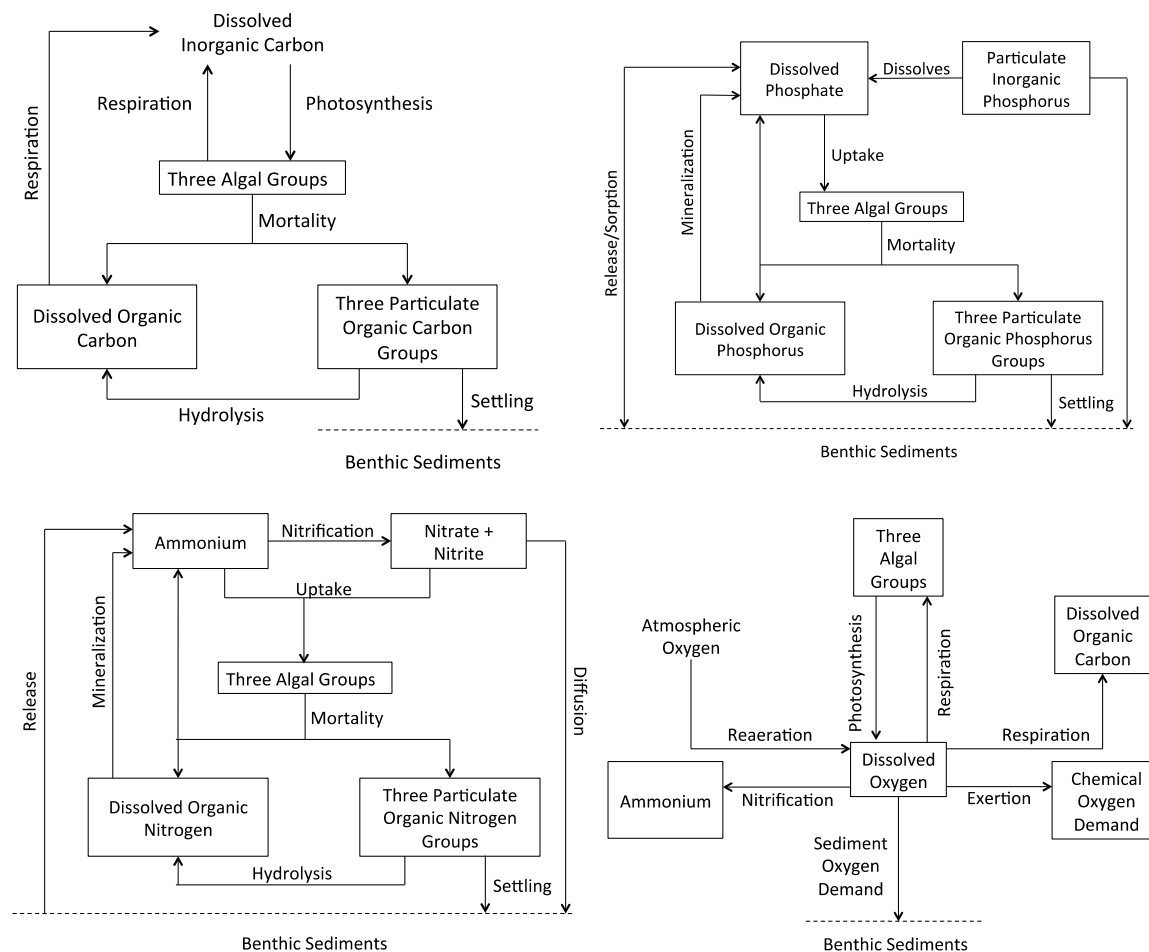 Dissolved
Inorganic Carbon
Respiration
Respiration
Photosynthesis
Three Algal Groups
Mortality
Dissolved Organic
Carbon
Three Particulate
Organic Carbon
Groups
Hydrolysis
Settling
Benthic Sediments
Dissolved
Phosphate
Dissolves
Particulate
Inorganic
Phosphorus
Release/Sorption
Mineralization
Uptake
Three Algal Groups
Mortality
Dissolved Organic
Phosphorus
Three Particulate
Organic Phosphorus
Groups
Hydrolysis
Settling
Benthic Sediments
Ammonium
Nitrification
Nitrate +
Nitrite
Uptake
Release
Mineralization
Three Algal Groups
Diffusion
Mortality
Dissolved Organic
Nitrogen
Three Particulate
Organic Nitrogen
Groups
Hydrolysis
Settling
Benthic Sediments
Three
Algal
Groups
Atmospheric
Oxygen
Photosynthesis
Respiration
Dissolved
Organic
Carbon
Reaeration
Respiration
Dissolved
Oxygen
Ammonium
Nitrification
Exertion
Chemical
Oxygen
Demand
Sediment
Oxygen
Demand
Benthic Sediments